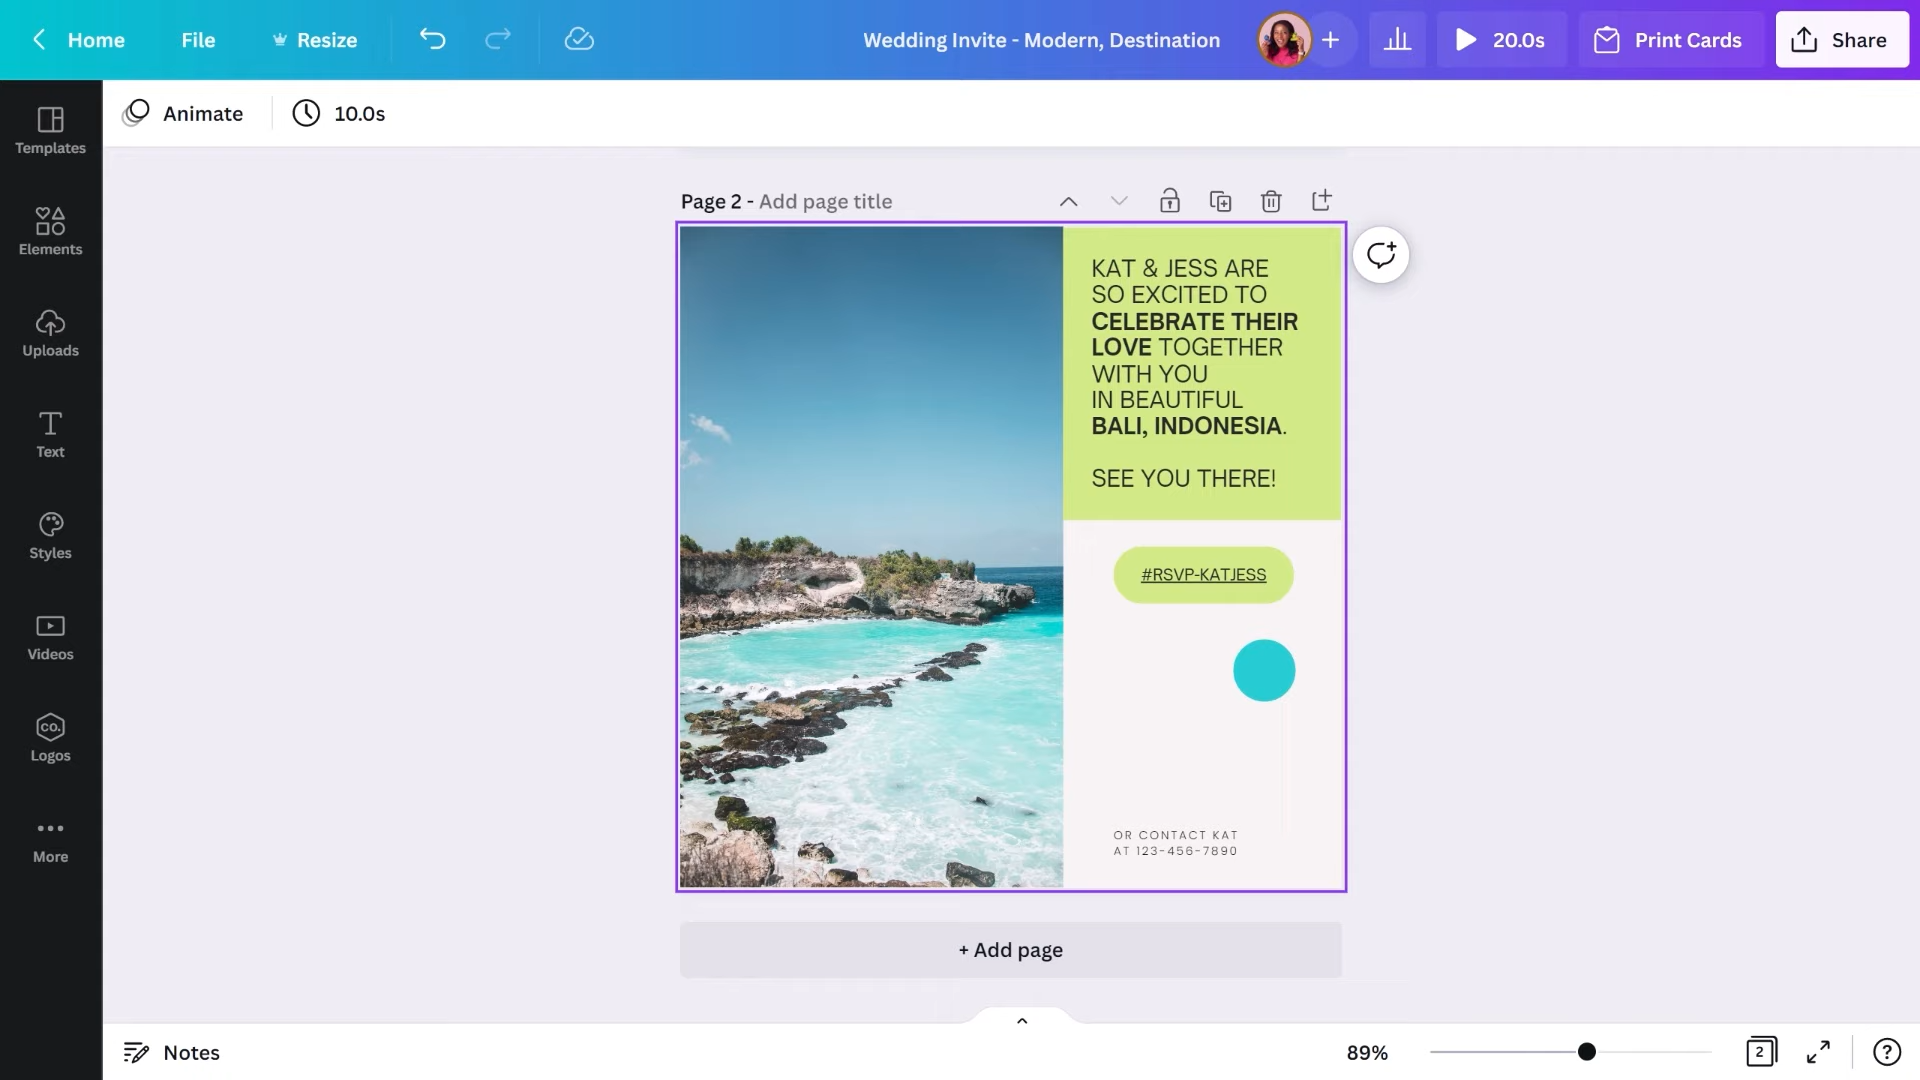 Home
File
Resize
Wedding Invite - Modern, Destination
20.0s
Print Cards
Share
Animate
10.0s
Templates
Elements
Uploads
Text
Styles
Videos
CO.
Logos
More
Page 2 - Add page title
KAT & JESS ARE
SO EXCITED TO
CELEBRATE THEIR
LOVE TOGETHER
WITH YOU
IN BEAUTIFUL
BALI, INDONESIA.
SEE YOU THERE!
#RSVP-KATJESS
OR CONTACT KAT
AT 123-456-7890
+ Add page
Notes
89%
2
?